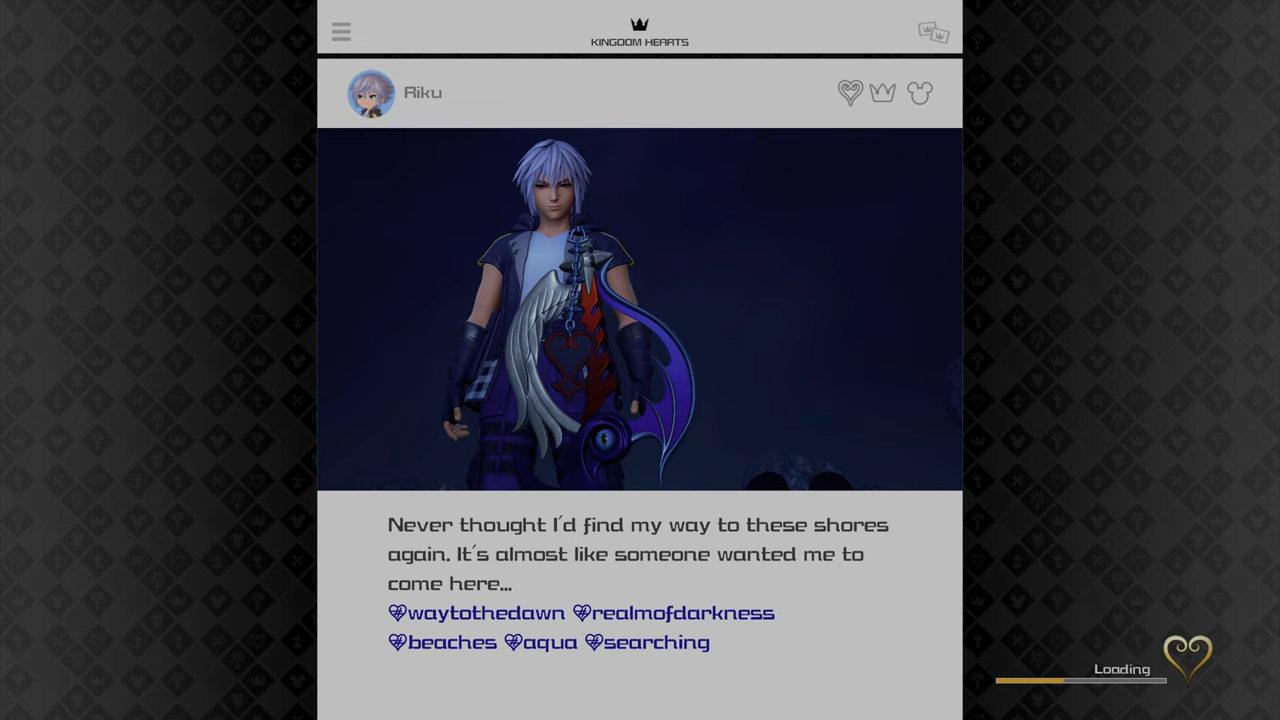 KINGDOM HEARTS
Riku
Never thought I'd find my way to these shores
again. It's almost like someone wanted me to
come here...
#waytothedawn #realmofdarkness
#beaches #aqua #searching
Loading